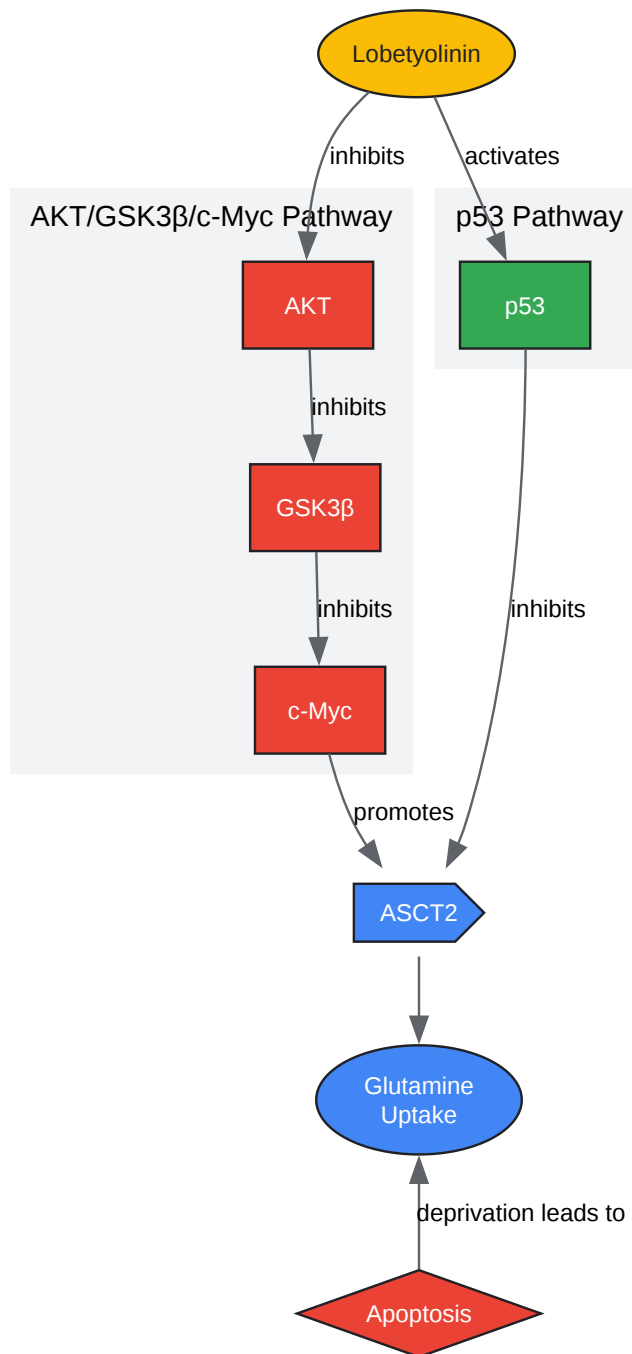 Lobetyolinin
inhibits
activates
AKT/GSK3β/c-Myc Pathway
p53 Pathway
AKT
p53
inhibits
GSK3β
inhibits
inhibits
c-Myc
promotes
ASCT2
Glutamine
Uptake
deprivation leads to
Apoptosis